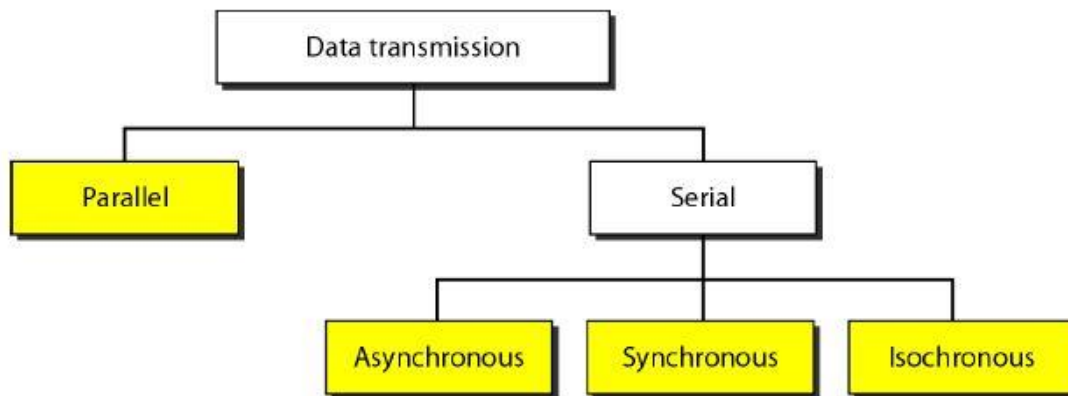 Data transmission
Parallel
Serial
Asynchronous
Synchronous
Isochronous